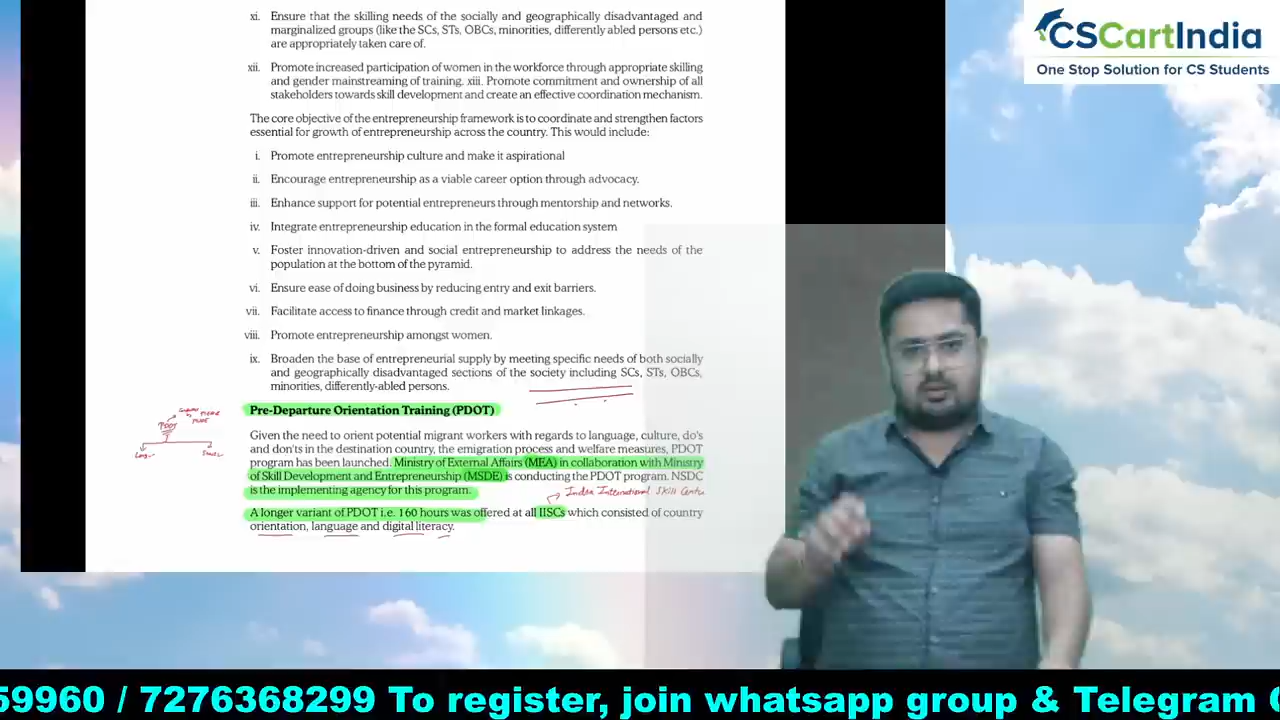 xi. Ensure that the skilling needs of the socially and geographically disadvantaged and
marginalized groups (like the SCs, STs, OBCs, minorities, differently abled persons etc.)
are appropriately taken care of.
xii. Promote increased participation of women in the workforce through appropriate skilling
and gender mainstreaming of training. xiii. Promote commitment and ownership of all
stakeholders towards skill development and create an effective coordination mechanism.
The core objective of the entrepreneurship framework is to coordinate and strengthen factors
essential for growth of entrepreneurship across the country. This would include:
i. Promote entrepreneurship culture and make it aspirational
ii. Encourage entrepreneurship as a viable career option through advocacy.
iii. Enhance support for potential entrepreneurs through mentorship and networks.
iv. Integrate entrepreneurship education in the formal education system
v. Foster innovation-driven and social entrepreneurship to address the needs of the
population at the bottom of the pyramid.
vi. Ensure ease of doing business by reducing entry and exit barriers.
vii. Facilitate access to finance through credit and market linkages.
viii. Promote entrepreneurship amongst women.
ix. Broaden the base of entrepreneurial supply by meeting specific needs of both socially
and geographically disadvantaged sections of the society including SCs, STs, OBCs,
minorities, differently-abled persons.
Pre-Departure Orientation Training (PDOT)
PDOT
Given the need to orient potential migrant workers with regards to language, culture, do's
and don'ts in the destination country, the emigration process and welfare measures, PDOT
program has been launched. Ministry of External Affairs (MEA) in collaboration with Ministry
of Skill Development and Entrepreneurship (MSDE) is conducting the PDOT program. NSDC
is the implementing agency for this program.
India International Skill Centre
A longer variant of PDOT i.e. 160 hours was offered at all IISCs which consisted of country
orientation, language and digital literacy.
CSCartIndia
One Stop Solution for CS Students
59960 / 7276368299 To register, join whatsapp group & Telegram